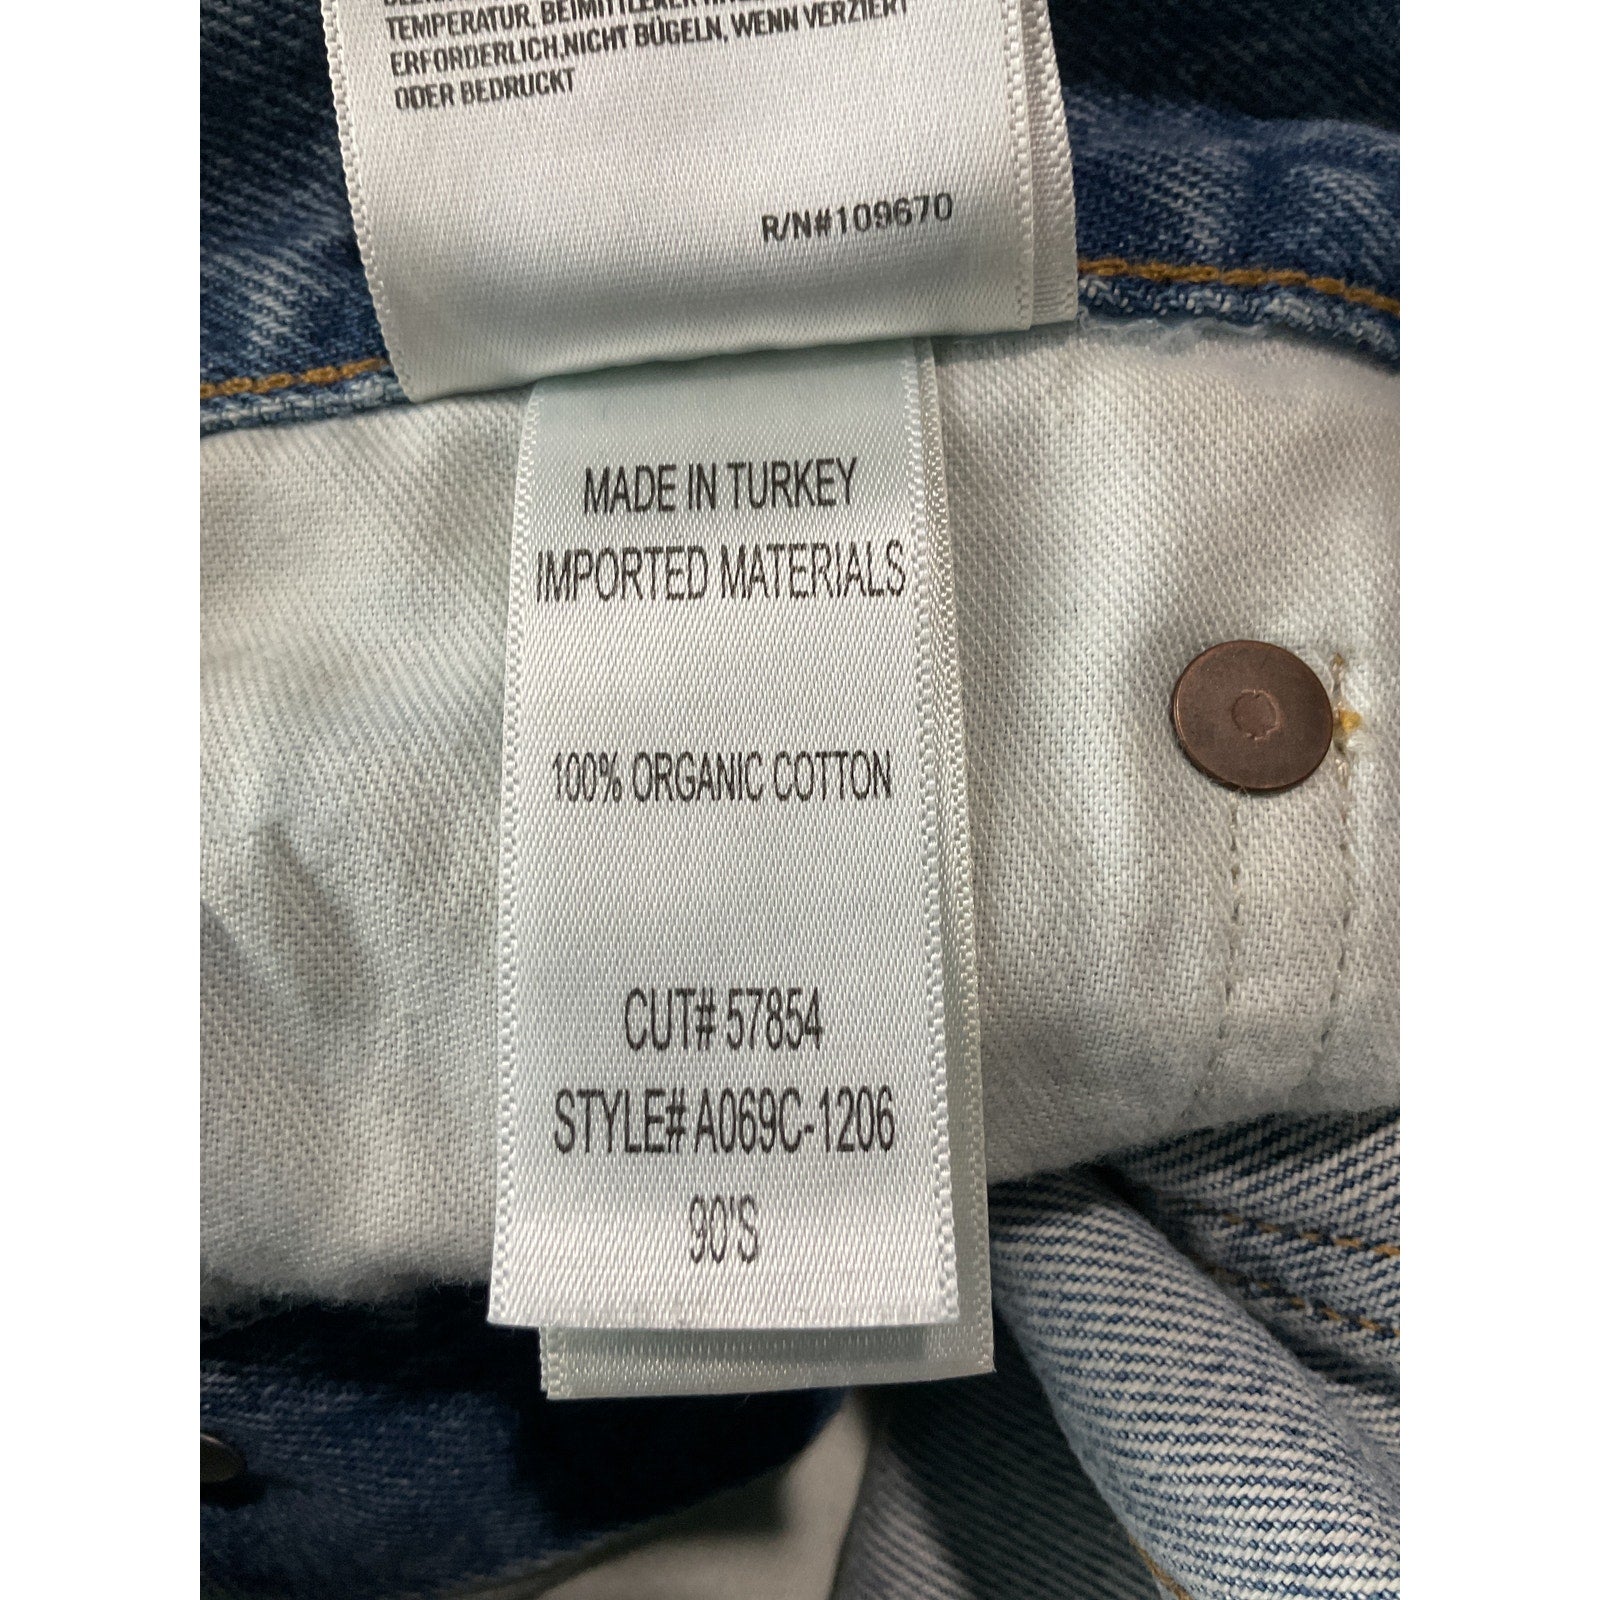 TEMPERATUR, BEIMITTLERER
ERFORDERLICH,NICHT BÜGELN, WENN VERZIERT
ODER BEDRUCKT
R/N#109670
MADE IN TURKEY
IMPORTED MATERIALS
100% ORGANIC COTTON
CUT# 57854
STYLE# A069C-1206
90'S